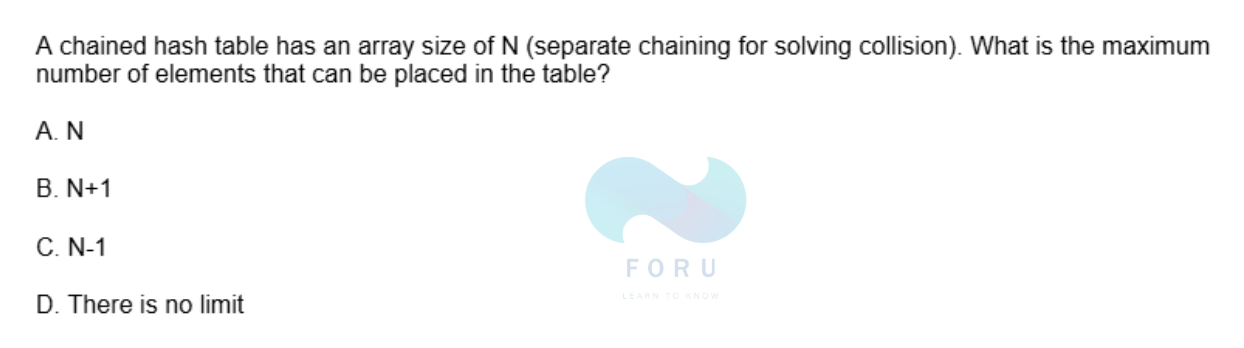 A chained hash table has an array size of N (separate chaining for solving collision). What is the maximum
number of elements that can be placed in the table?
A. N
B. N+1
C. N-1
D. There is no limit
FORU
LEARN TO KNOW